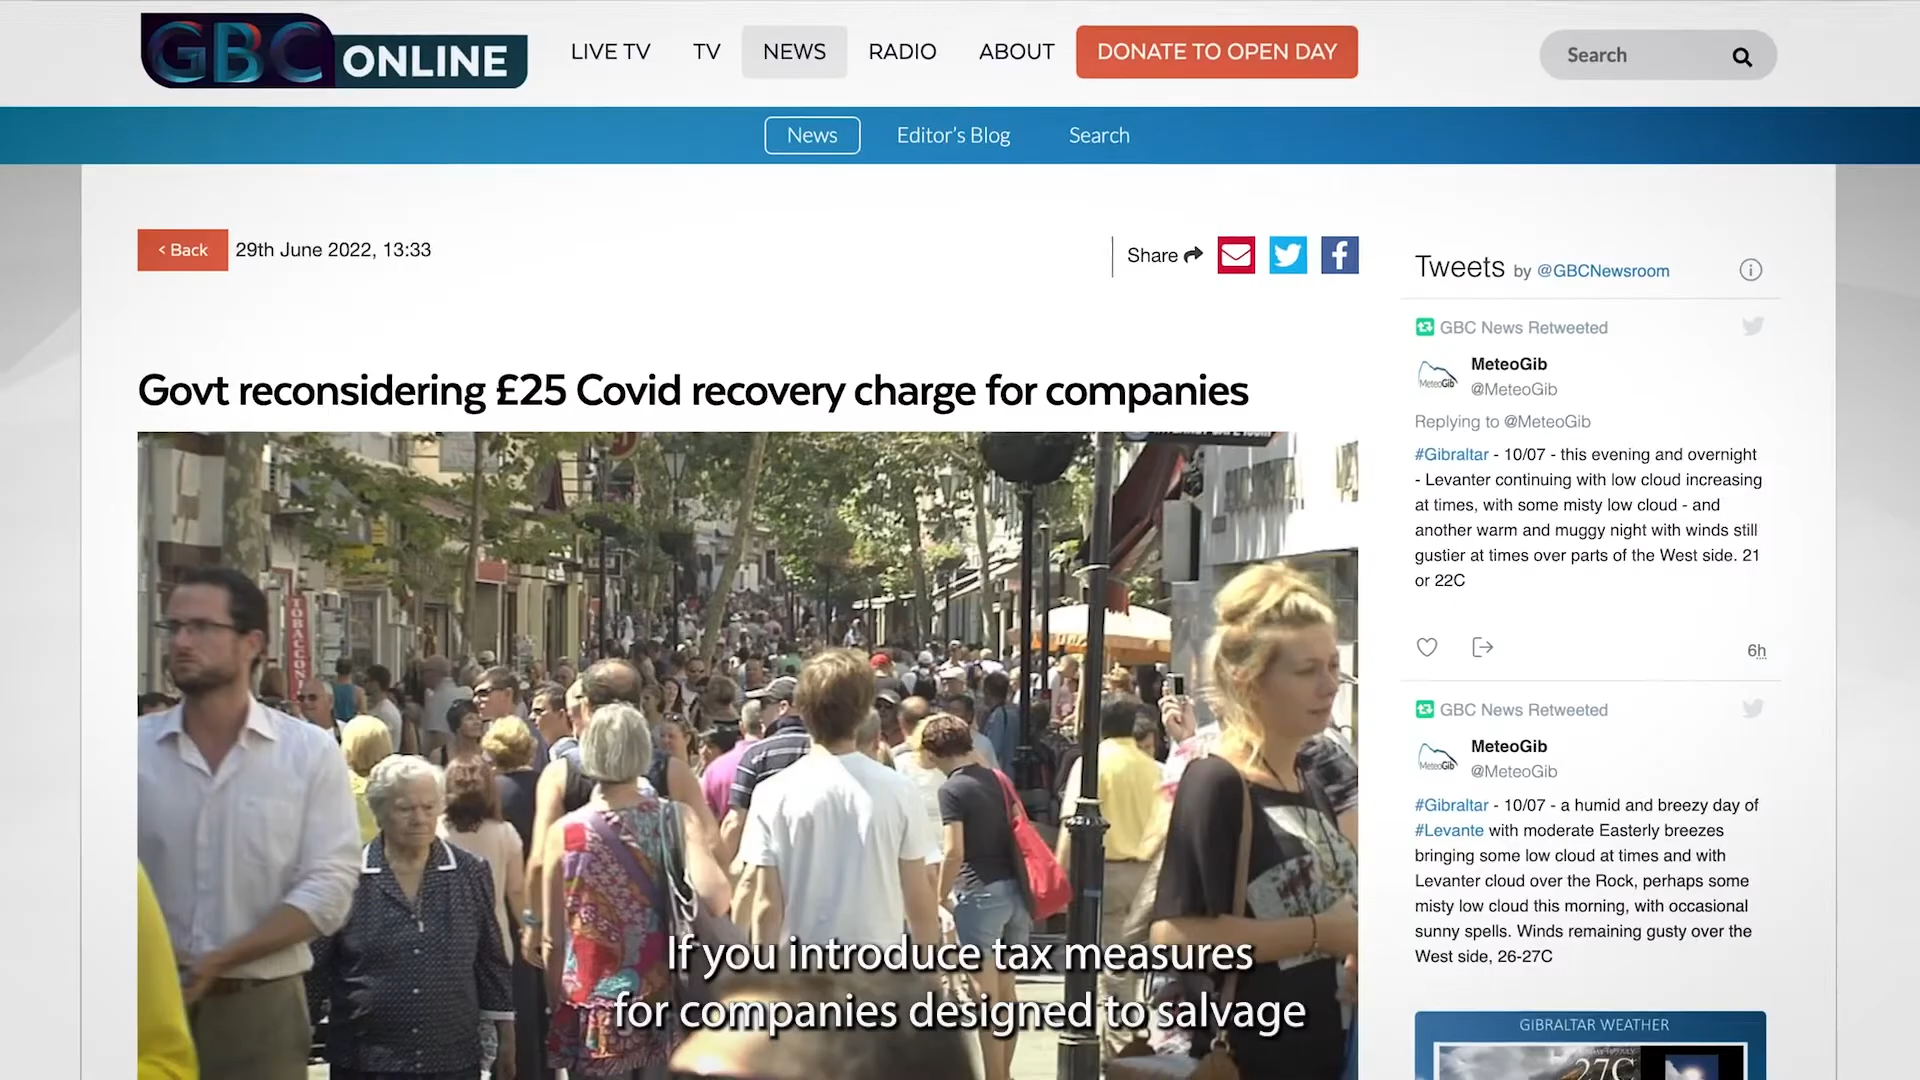 GBC ONLINE
LIVE TV
TV
NEWS
RADIO
ABOUT
DONATE TO OPEN DAY
Search
News
Editor's Blog
Search
< Back
29th June 2022, 13:33
Share
Govt reconsidering £25 Covid recovery charge for companies
TOBACCONI
If you introduce tax measures
for companies designed to salvage
Tweets by @GBCNewsroom
GBC News Retweeted
MeteoGib
MeteoGib
@MeteoGib
Replying to @MeteoGib
#Gibraltar - 10/07 - this evening and overnight
- Levanter continuing with low cloud increasing
at times, with some misty low cloud - and
another warm and muggy night with winds still
gustier at times over parts of the West side. 21
or 22C
6h
GBC News Retweeted
MeteoGib
MeteoGib
@MeteoGib
#Gibraltar - 10/07 - a humid and breezy day of
#Levante with moderate Easterly breezes
bringing some low cloud at times and with
Levanter cloud over the Rock, perhaps some
misty low cloud this morning, with occasional
sunny spells. Winds remaining gusty over the
West side, 26-27C
GIBRALTAR WEATHER
27C